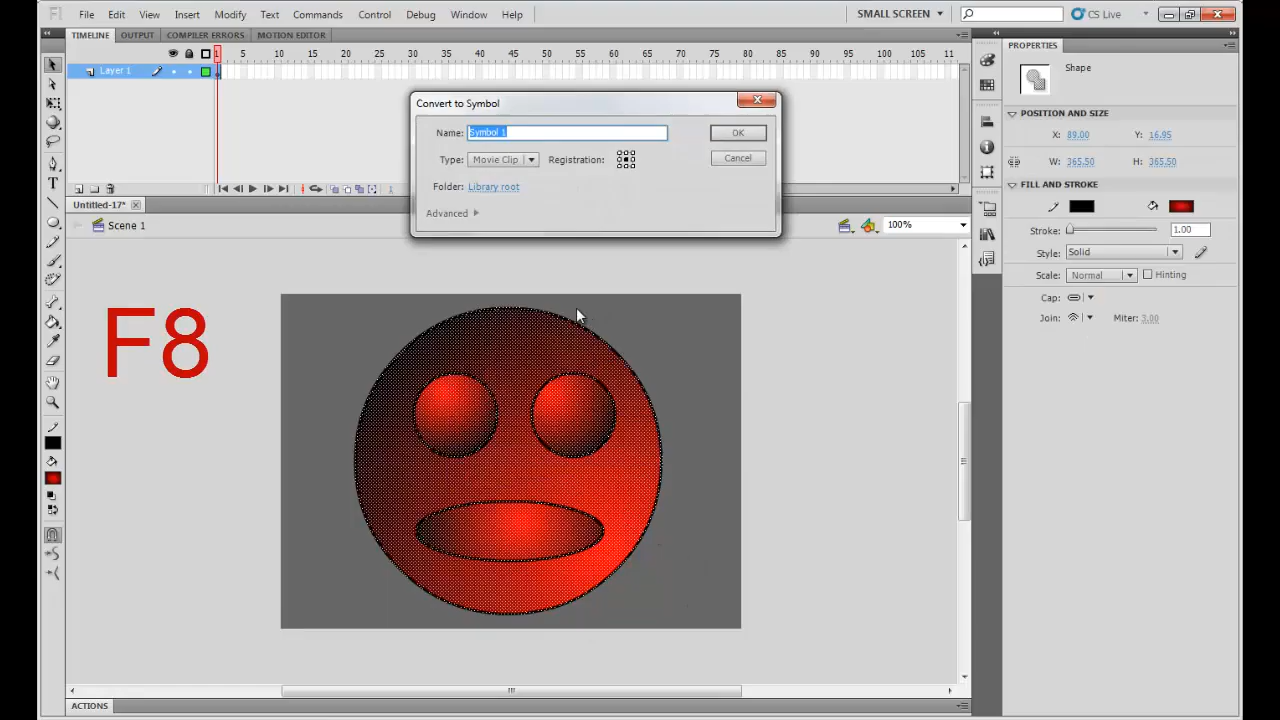 Fl File Edit View Insert Modify Text Commands Control Debug Window Help SMALL SCREEN CS Live
TIMELINE OUTPUT COMPILER ERRORS MOTION EDITOR
PROPERTIES
1 5 10 15 20 25 30 35 40 45 50 55 60 65 70 75 80 85 90 95 100 105 11
Layer 1
Shape
Convert to Symbol
Name: Symbol 1 OK
Type: Movie Clip Registration: Cancel
Folder: Library root
Advanced
POSITION AND SIZE
X: 89.00 Y: 16.95
W: 365.50 H: 365.50
FILL AND STROKE
Stroke: 1.00
Style: Solid
Scale: Normal Hinting
Cap:
Join: Miter: 3.00
Untitled-17*
Scene 1 100%
F8
ACTIONS